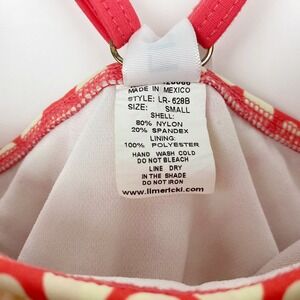 MADE IN MEXICO
STYLE: LR-628B
SIZE: SMALL
SHELL:
80% NYLON
20% SPANDEX
LINING:
100% POLYESTER
HAND WASH COLD
DO NOT BLEACH
LINE DRY
IN THE SHADE
DO NOT IRON
www.limerickl.com